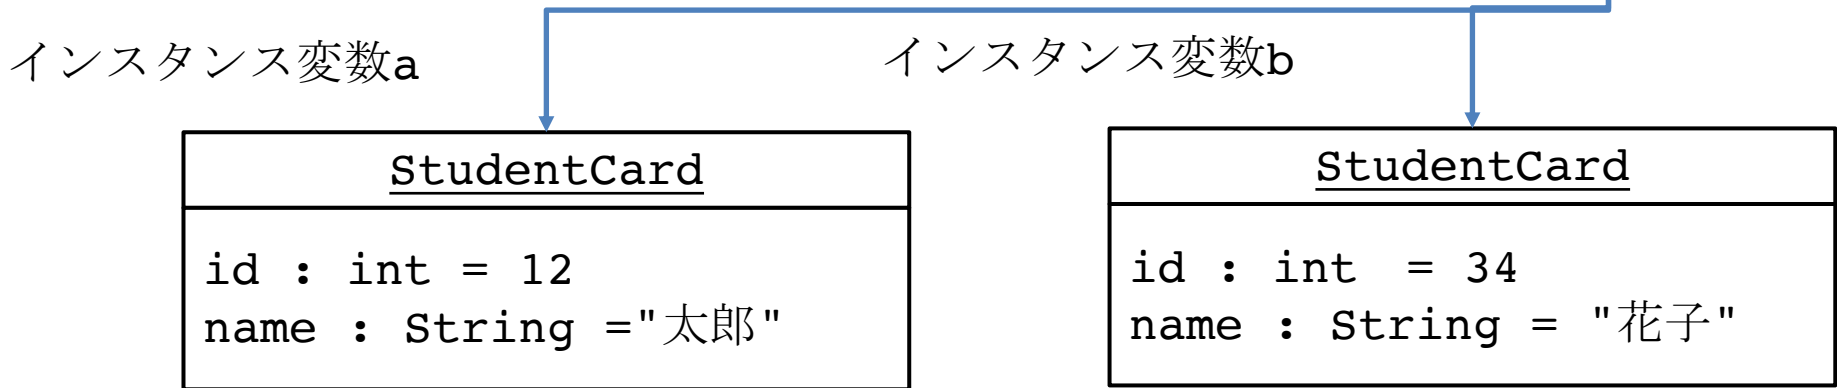 インスタンス変数a
インスタンス変数b
StudentCard
id : int = 12
name : String ="太郎"
StudentCard
id : int = 34
name : String = "花子"